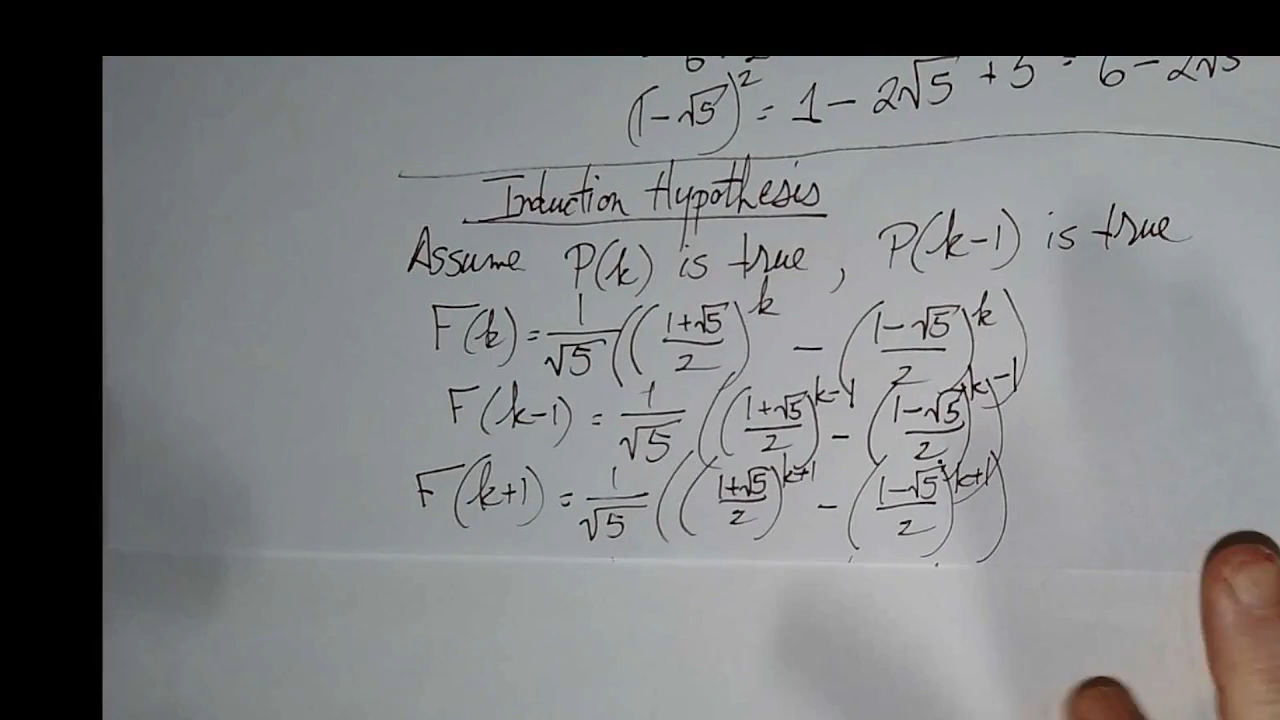 6
(1-√5)² = 1 - 2√5 + 5 = 6 - 2√5
Induction Hypothesis
Assume P(k) is true, P(k-1) is true
F(k) = 1/√5 (((1+√5)/2)^k - ((1-√5)/2)^k)
F(k-1) = 1/√5 (((1+√5)/2)^(k-1) - ((1-√5)/2)^(k-1))
F(k+1) = 1/√5 (((1+√5)/2)^(k+1) - ((1-√5)/2)^(k+1))